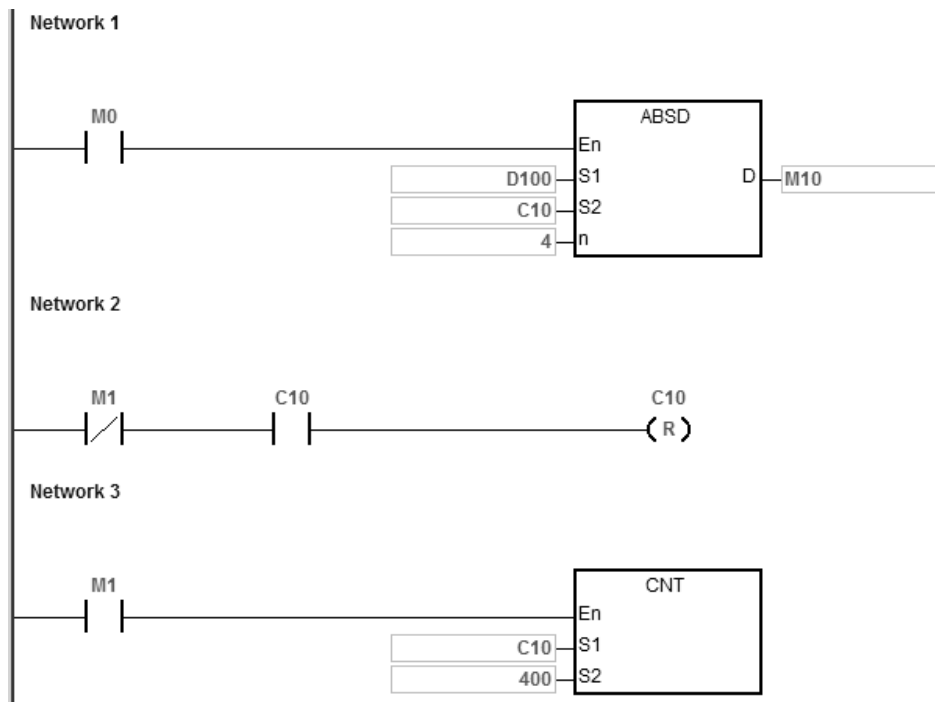 Network 1
M0
ABSD
En
D100 S1 D M10
C10 S2
4 n
Network 2
M1 C10 C10
R
Network 3
M1
CNT
En
C10 S1
400 S2